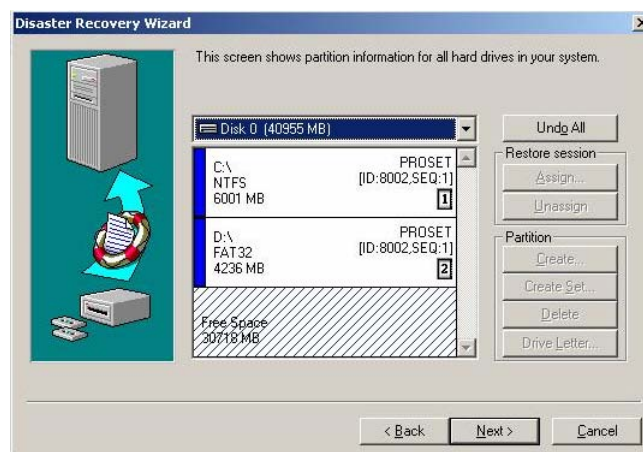 Disaster Recovery Wizard
This screen shows partition information for all hard drives in your system.
Disk 0 (40955 MB)
C:\
NTFS
6001 MB
PROSET
[ID:8002,SEQ:1]
1
D:\
FAT32
4236 MB
PROSET
[ID:8002,SEQ:1]
2
Free Space
30718 MB
Undo All
Restore session
Assign...
Unassign
Partition
Create...
Create Set...
Delete
Drive Letter...
< Back
Next >
Cancel